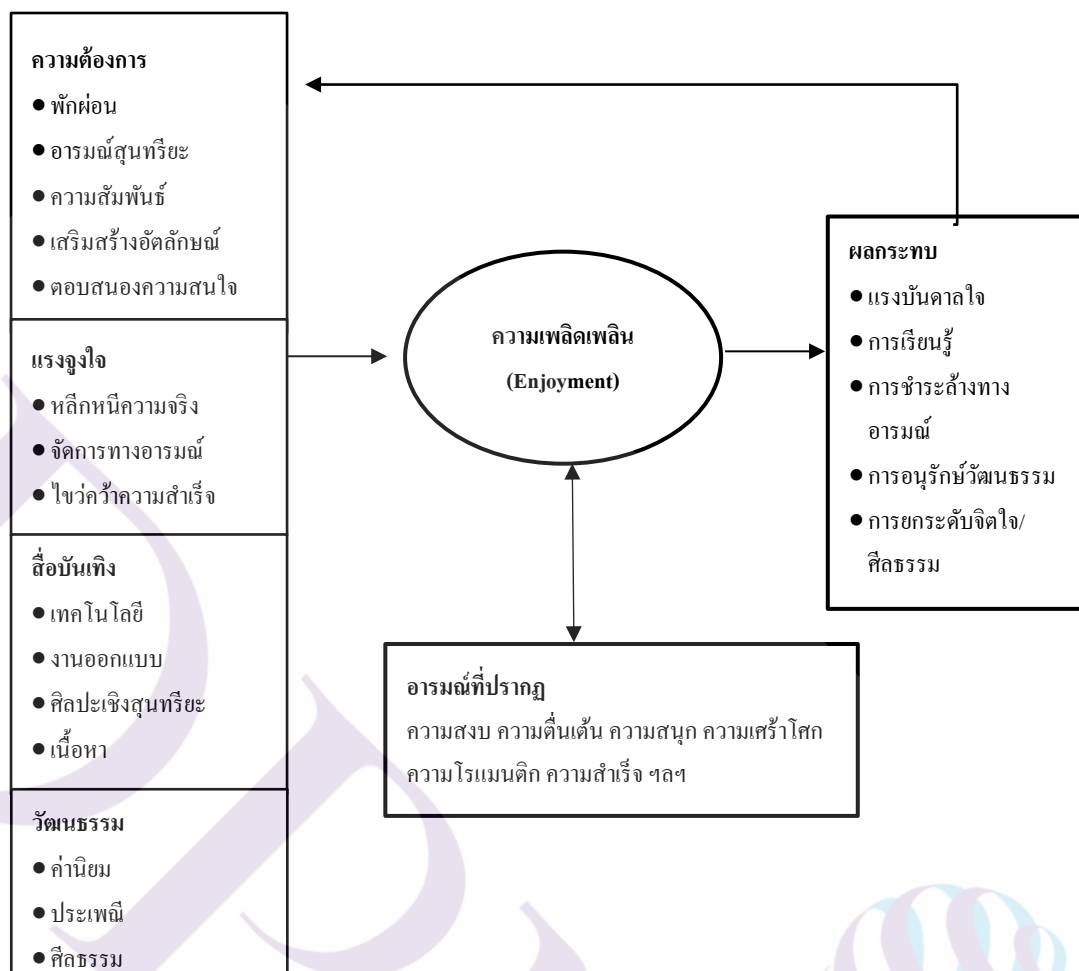 ความต้องการ
● พักผ่อน
● อารมณ์สุนทรียะ
● ความสัมพันธ์
● เสริมสร้างอัตลักษณ์
● ตอบสนองความสนใจ
แรงจูงใจ
● หลีกหนีความจริง
● จัดการทางอารมณ์
● ไขว่คว้าความสำเร็จ
สื่อบันเทิง
● เทคโนโลยี
● งานออกแบบ
● ศิลปะเชิงสุนทรียะ
● เนื้อหา
วัฒนธรรม
● ค่านิยม
● ประเพณี
● ศีลธรรม
ความเพลิดเพลิน
(Enjoyment)
อารมณ์ที่ปรากฏ
ความสงบ ความตื่นเต้น ความสนุก ความเศร้าโศก
ความโรแมนติก ความสำเร็จ ฯลฯ
ผลกระทบ
● แรงบันดาลใจ
● การเรียนรู้
● การชำระล้างทาง
อารมณ์
● การอนุรักษ์วัฒนธรรม
● การยกระดับจิตใจ/
ศีลธรรม